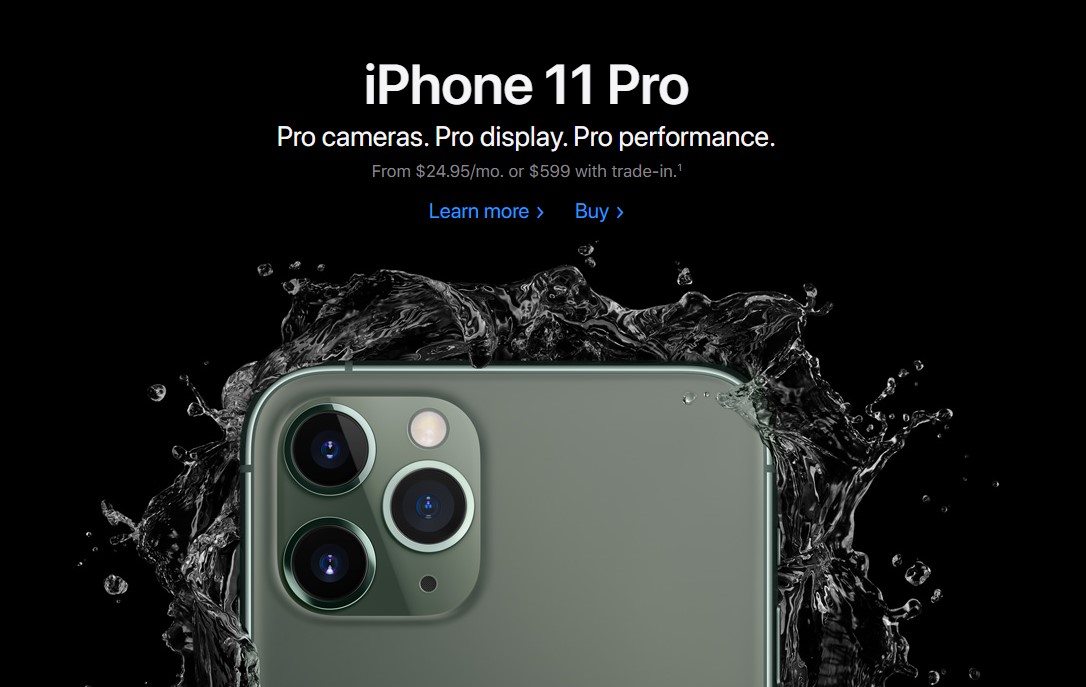 iPhone 11 Pro
Pro cameras. Pro display. Pro performance.
From $24.95/mo. or $599 with trade-in.¹
Learn more › Buy ›